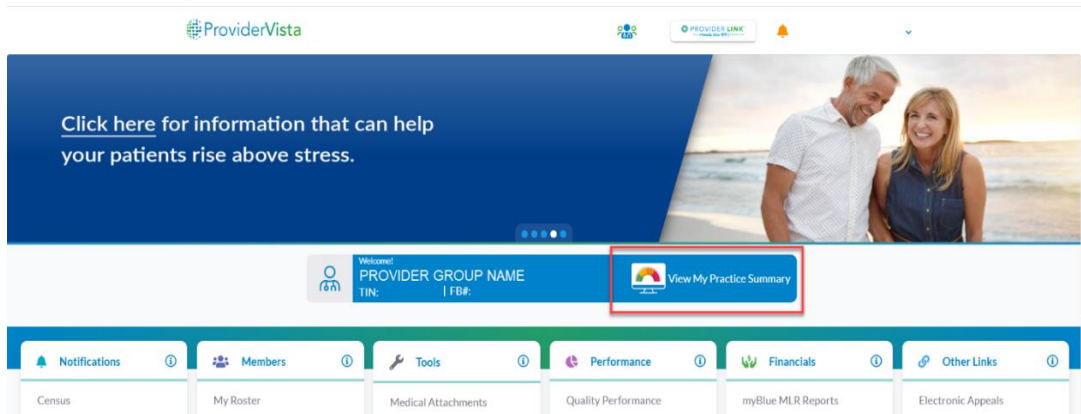 ProviderVista
PROVIDER LINK
Click here for information that can help
your patients rise above stress.
Welcome!
PROVIDER GROUP NAME
TIN: | FB#:
View My Practice Summary
Notifications
Members
Tools
Performance
Financials
Other Links
Census
My Roster
Medical Attachments
Quality Performance
myBlue MLR Reports
Electronic Appeals